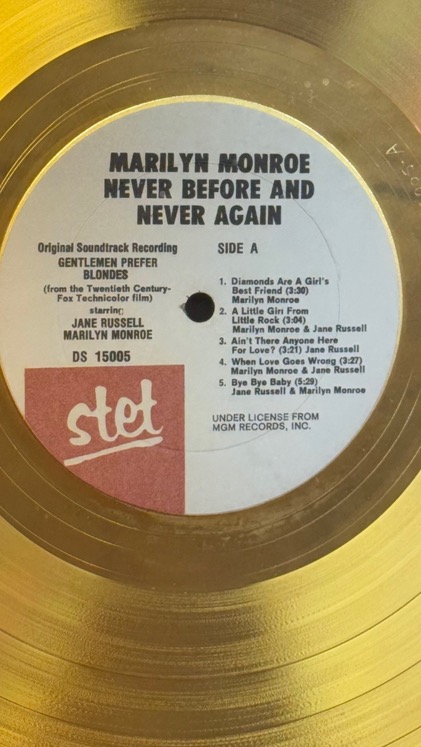 MARILYN MONROE
NEVER BEFORE AND
NEVER AGAIN
Original Soundtrack Recording
GENTLEMEN PREFER
BLONDES
(from the Twentieth Century-
Fox Technicolor film)
starring
JANE RUSSELL
MARILYN MONROE
DS 15005
SIDE A
1. Diamonds Are A Girl's
Best Friend (3:30)
Marilyn Monroe
2. A Little Girl From
Little Rock (3:04)
Marilyn Monroe & Jane Russell
3. Ain't There Anyone Here
For Love? (3:21) Jane Russell
4. When Love Goes Wrong (3:27)
Marilyn Monroe & Jane Russell
5. Bye Bye Baby (5:29)
Jane Russell & Marilyn Monroe
UNDER LICENSE FROM
MGM RECORDS, INC.
stet